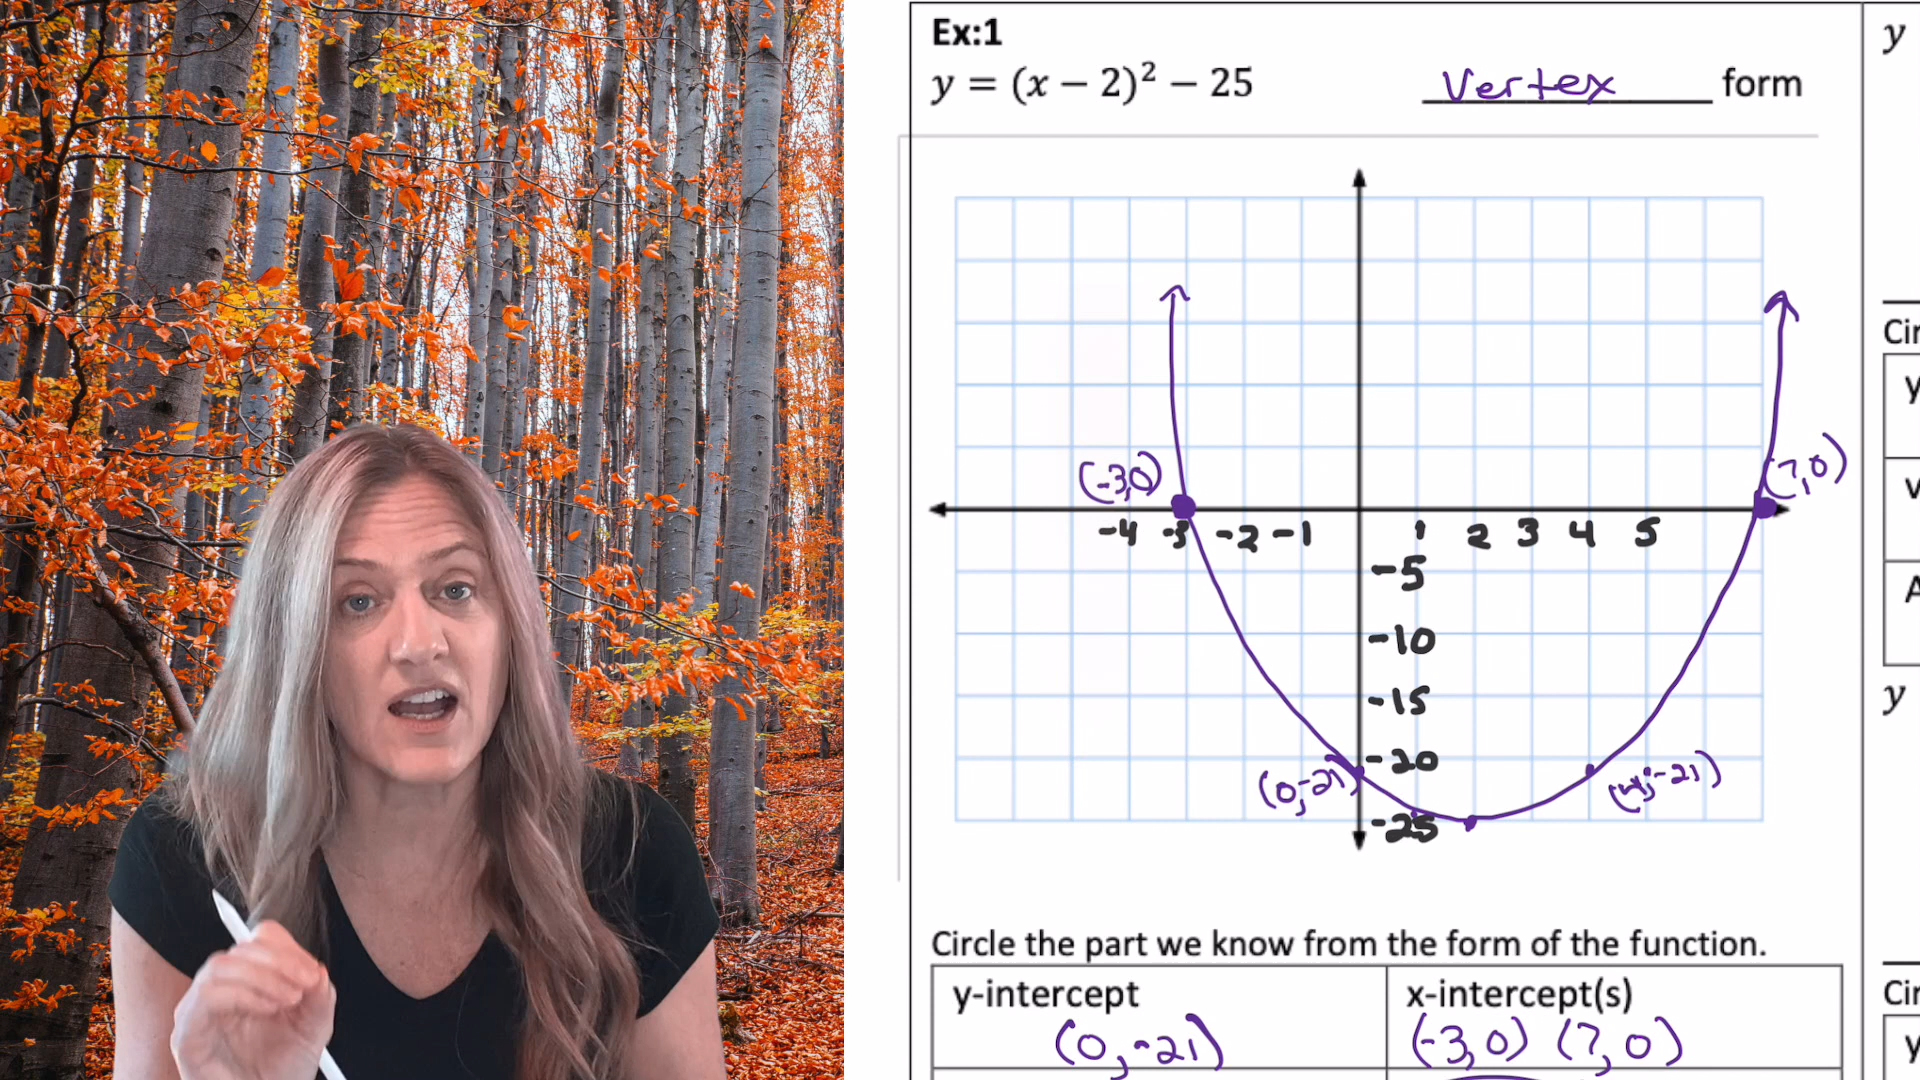 Ex:1
y = (x − 2)² − 25
Vertex form
(-3,0)
(7,0)
-4 -3 -2 -1 1 2 3 4 5
-5
-10
-15
-20
(0,-21)
(4,-21)
-25
Circle the part we know from the form of the function.
y-intercept
x-intercept(s)
(0,-21)
(-3,0) (7,0)
y
Cir
y
v
A
y
Cir
y